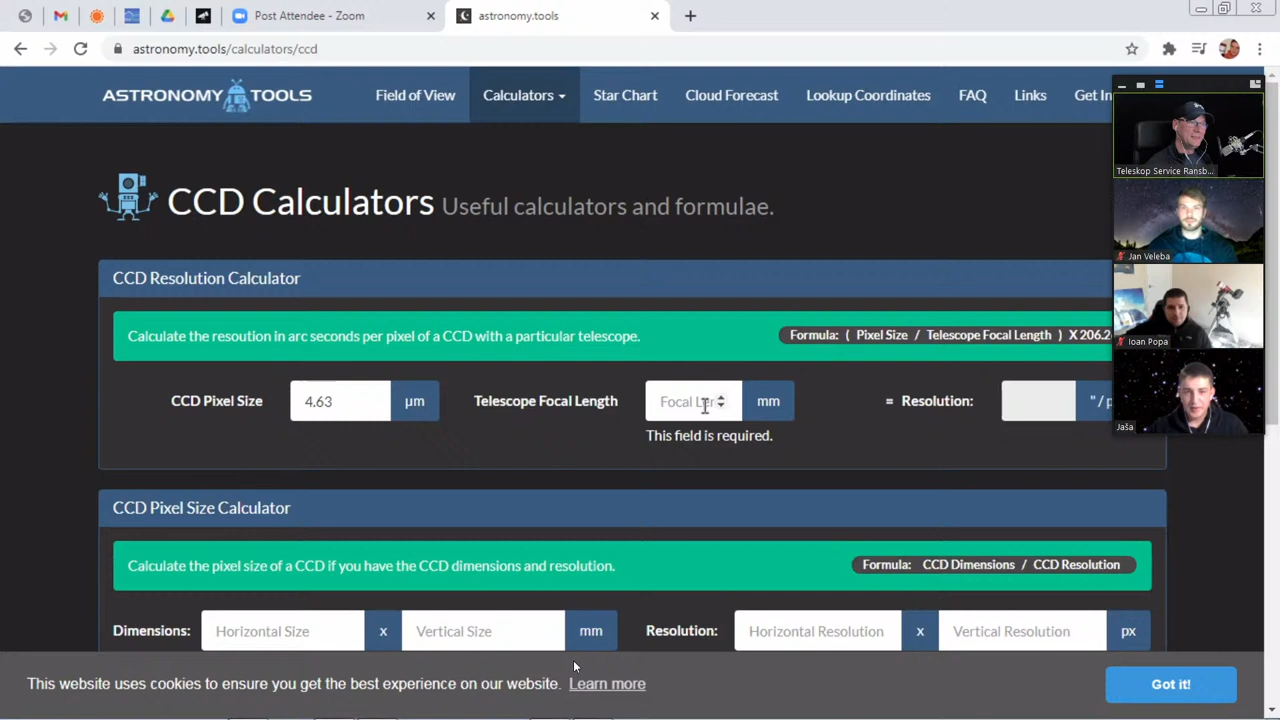 Post Attendee - Zoom
astronomy.tools
astronomy.tools/calculators/ccd
ASTRONOMY TOOLS
Field of View
Calculators
Star Chart
Cloud Forecast
Lookup Coordinates
FAQ
Links
Get In
Teleskop Service Ransb...
Jan Veleba
Ioan Popa
Jaša
CCD Calculators Useful calculators and formulae.
CCD Resolution Calculator
Calculate the resoution in arc seconds per pixel of a CCD with a particular telescope.
Formula: ( Pixel Size / Telescope Focal Length ) X 206.2
CCD Pixel Size 4.63 µm Telescope Focal Length Focal Len mm = Resolution: "/p
This field is required.
CCD Pixel Size Calculator
Calculate the pixel size of a CCD if you have the CCD dimensions and resolution.
Formula: CCD Dimensions / CCD Resolution
Dimensions: Horizontal Size x Vertical Size mm Resolution: Horizontal Resolution x Vertical Resolution px
This website uses cookies to ensure you get the best experience on our website. Learn more
Got it!